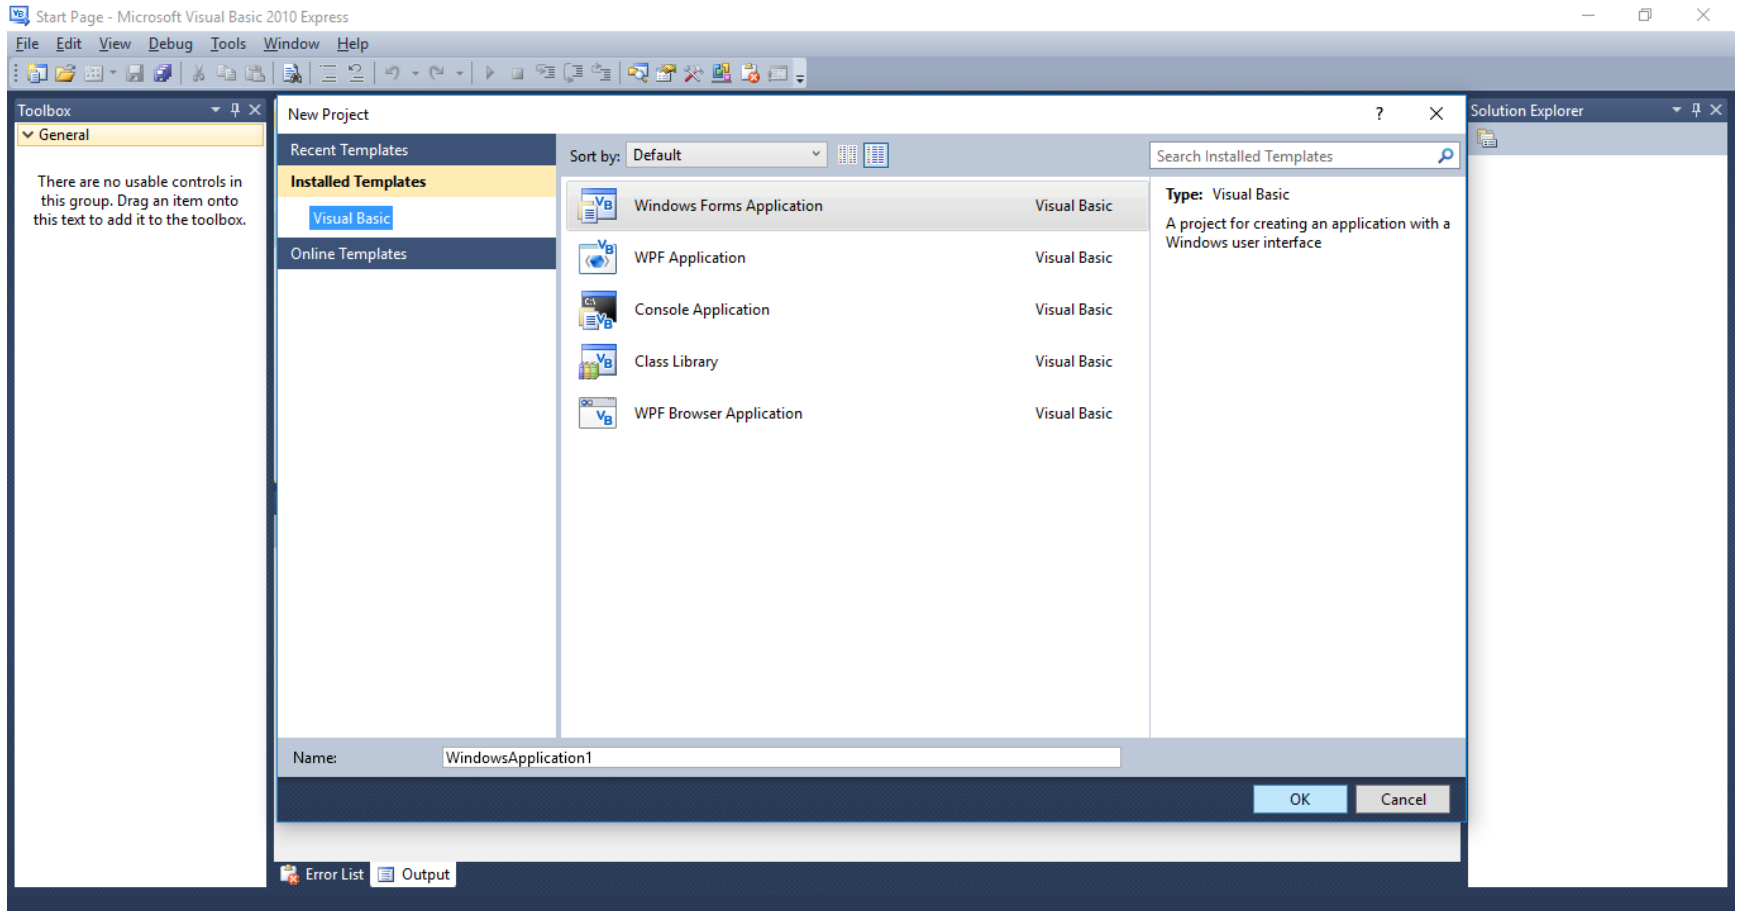 Start Page - Microsoft Visual Basic 2010 Express
File Edit View Debug Tools Window Help
Toolbox
General
There are no usable controls in
this group. Drag an item onto
this text to add it to the toolbox.
New Project
?
Recent Templates
Installed Templates
Visual Basic
Online Templates
Sort by: Default
Search Installed Templates
Windows Forms Application Visual Basic
WPF Application Visual Basic
Console Application Visual Basic
Class Library Visual Basic
WPF Browser Application Visual Basic
Type: Visual Basic
A project for creating an application with a
Windows user interface
Name: WindowsApplication1
OK Cancel
Solution Explorer
Error List Output